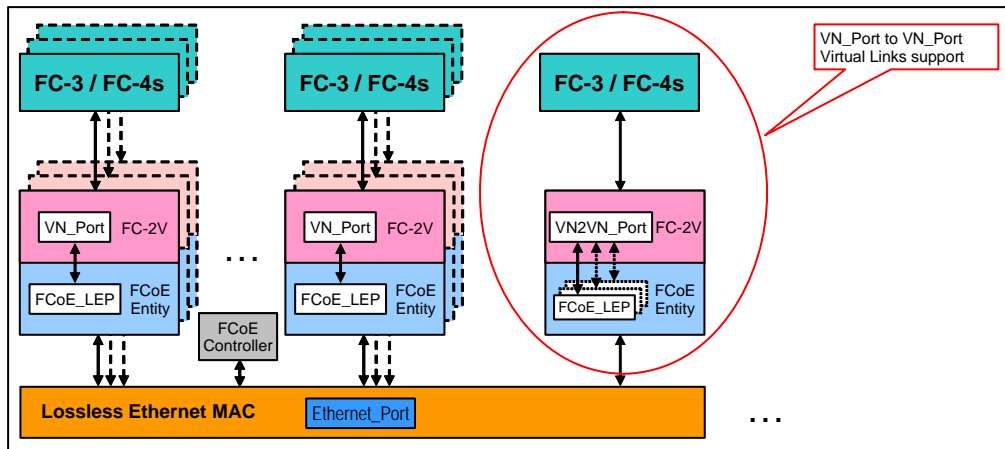 VN_Port to VN_Port
Virtual Links support
FC-3 / FC-4s
FC-3 / FC-4s
FC-3 / FC-4s
VN_Port
FC-2V
VN_Port
FC-2V
VN2VN_Port
FC-2V
. . .
FCoE_LEP
FCoE
Entity
FCoE_LEP
FCoE
Entity
FCoE_LEP
FCoE
Entity
FCoE
Controller
Lossless Ethernet MAC
Ethernet_Port
. . .